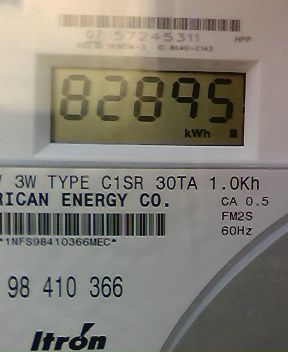 07 57245311
HPP
82895
kWh B
V 3W TYPE C1SR 30TA 1.0Kh
RICAN ENERGY CO.
CA 0.5
FM2S
60Hz
*1NFS98410366MEC*
98 410 366
Itron